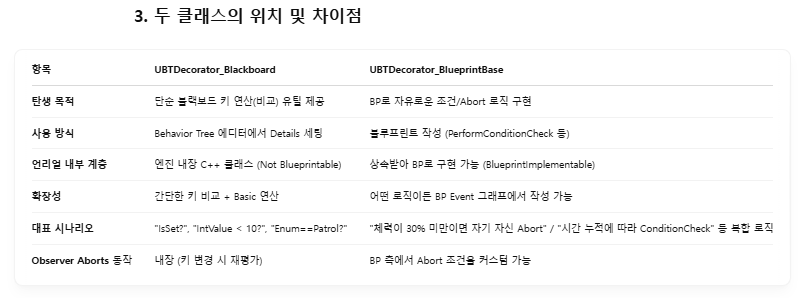 3. 두 클래스의 위치 및 차이점
항목 UBTDecorator_Blackboard UBTDecorator_BlueprintBase
탄생 목적 단순 블랙보드 키 연산(비교) 유틸 제공 BP로 자유로운 조건/Abort 로직 구현
사용 방식 Behavior Tree 에디터에서 Details 세팅 블루프린트 작성 (PerformConditionCheck 등)
언리얼 내부 계층 엔진 내장 C++ 클래스 (Not Blueprintable) 상속받아 BP로 구현 가능 (BlueprintImplementable)
확장성 간단한 키 비교 + Basic 연산 어떤 로직이든 BP Event 그래프에서 작성 가능
대표 시나리오 "IsSet?", "IntValue < 10?", "Enum==Patrol?" "체력이 30% 미만이면 자기 자신 Abort" / "시간 누적에 따라 ConditionCheck" 등 복합 로직
Observer Aborts 동작 내장 (키 변경 시 재평가) BP 측에서 Abort 조건을 커스텀 가능